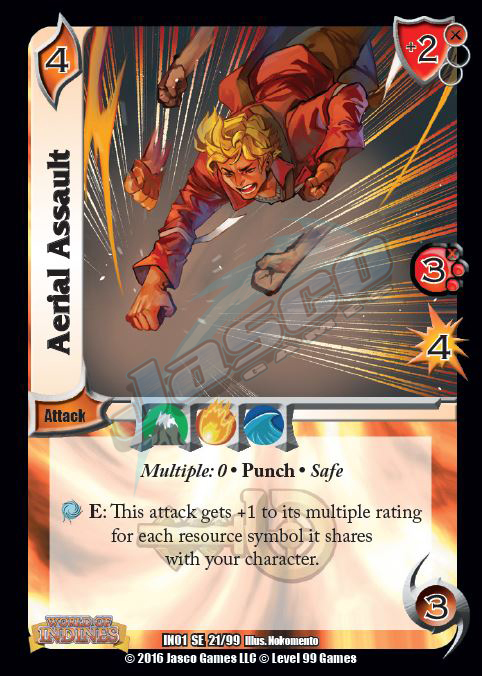 4
+2
Aerial Assault
Jasco
GAMES
3
4
Attack
Multiple: 0 • Punch • Safe
E: This attack gets +1 to its multiple rating
for each resource symbol it shares
with your character.
3
WORLD OF
INDINES
IN01 SE 21/99 Illus. Nokomento
© 2016 Jasco Games LLC © Level 99 Games